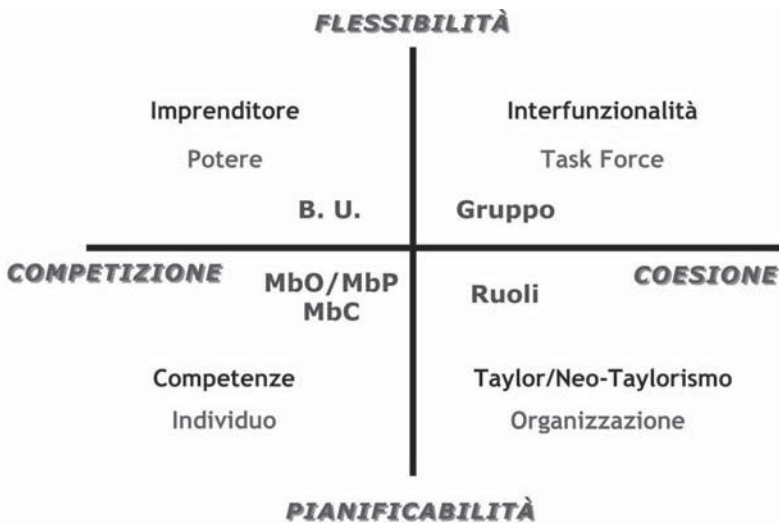 FLESSIBILITÀ
Imprenditore
Interfunzionalità
Potere
Task Force
B. U.
Gruppo
COMPETIZIONE
COESIONE
MbO/MbP
MbC
Ruoli
Competenze
Taylor/Neo-Taylorismo
Individuo
Organizzazione
PIANIFICABILITÀ